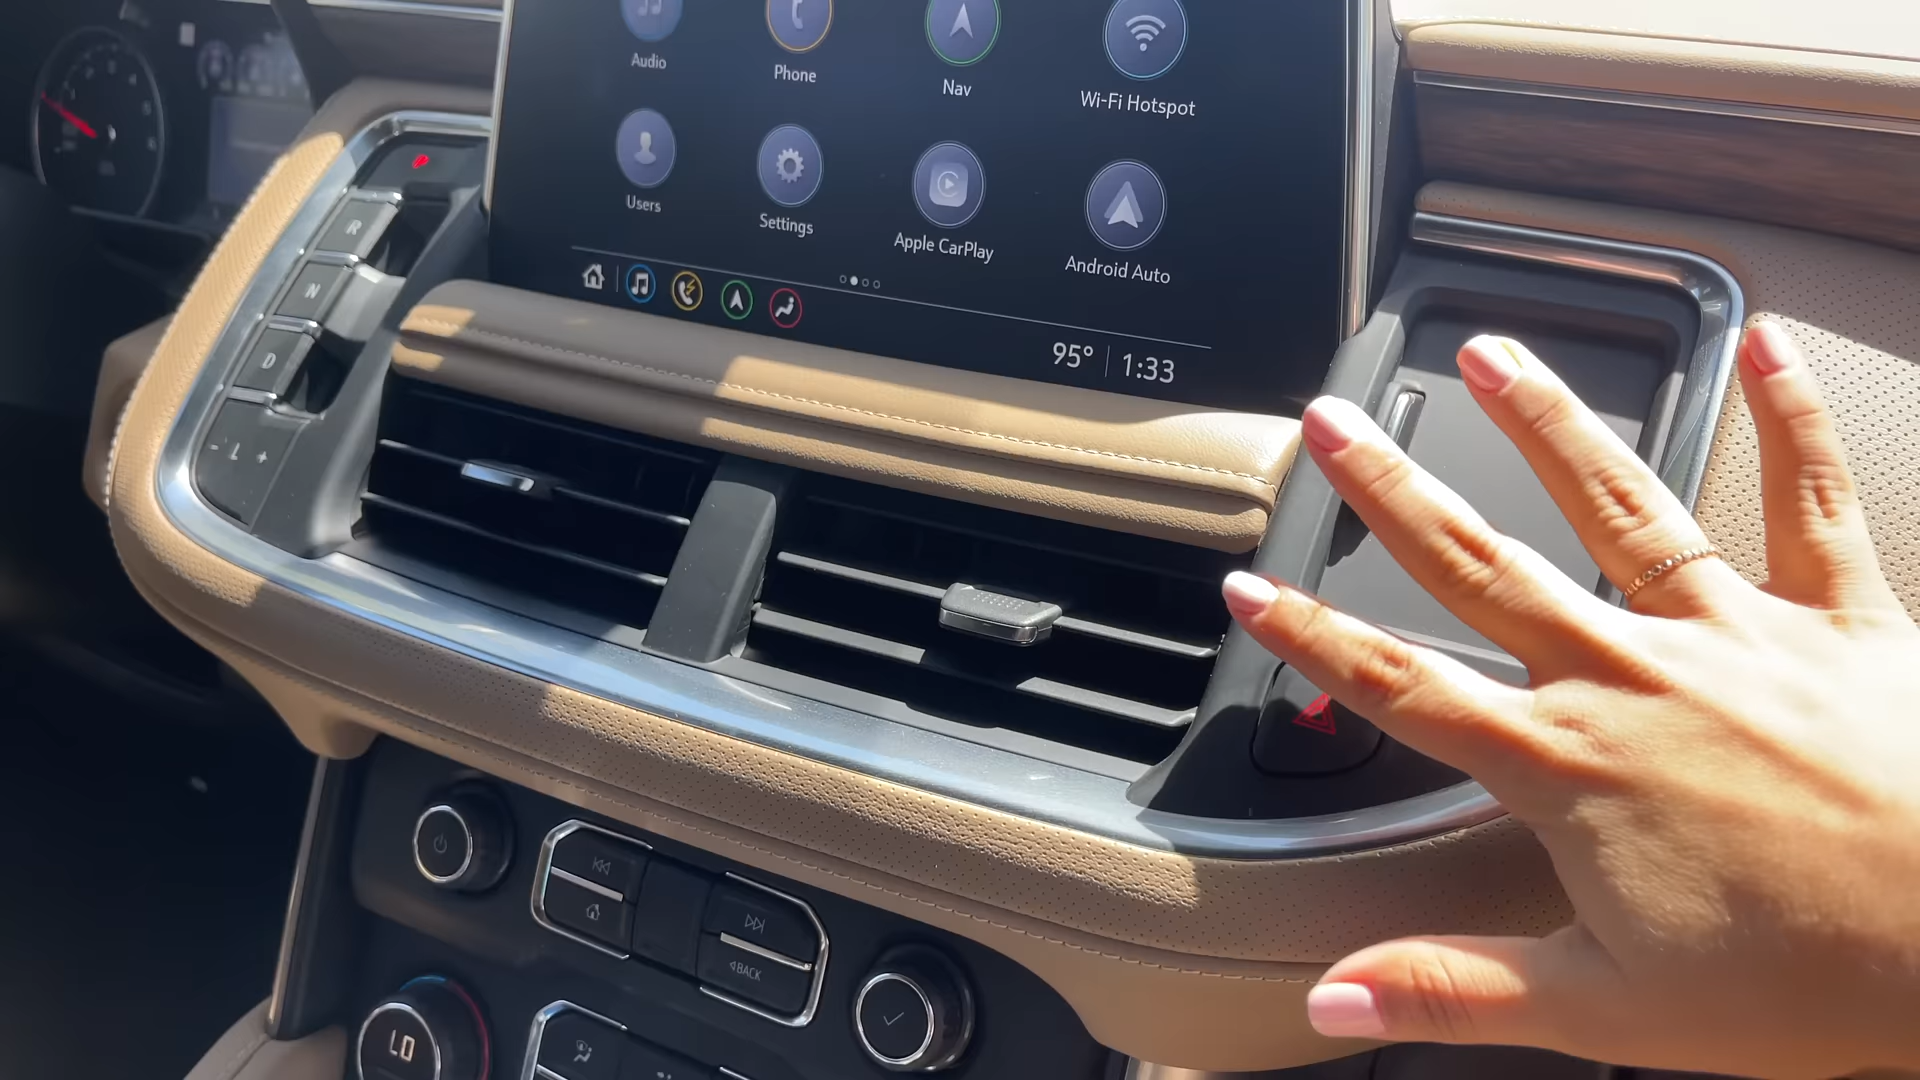 Audio
Phone
Nav
Wi-Fi Hotspot
Users
Settings
Apple CarPlay
Android Auto
95° 1:33
R
N
D
- L +
BACK
LO